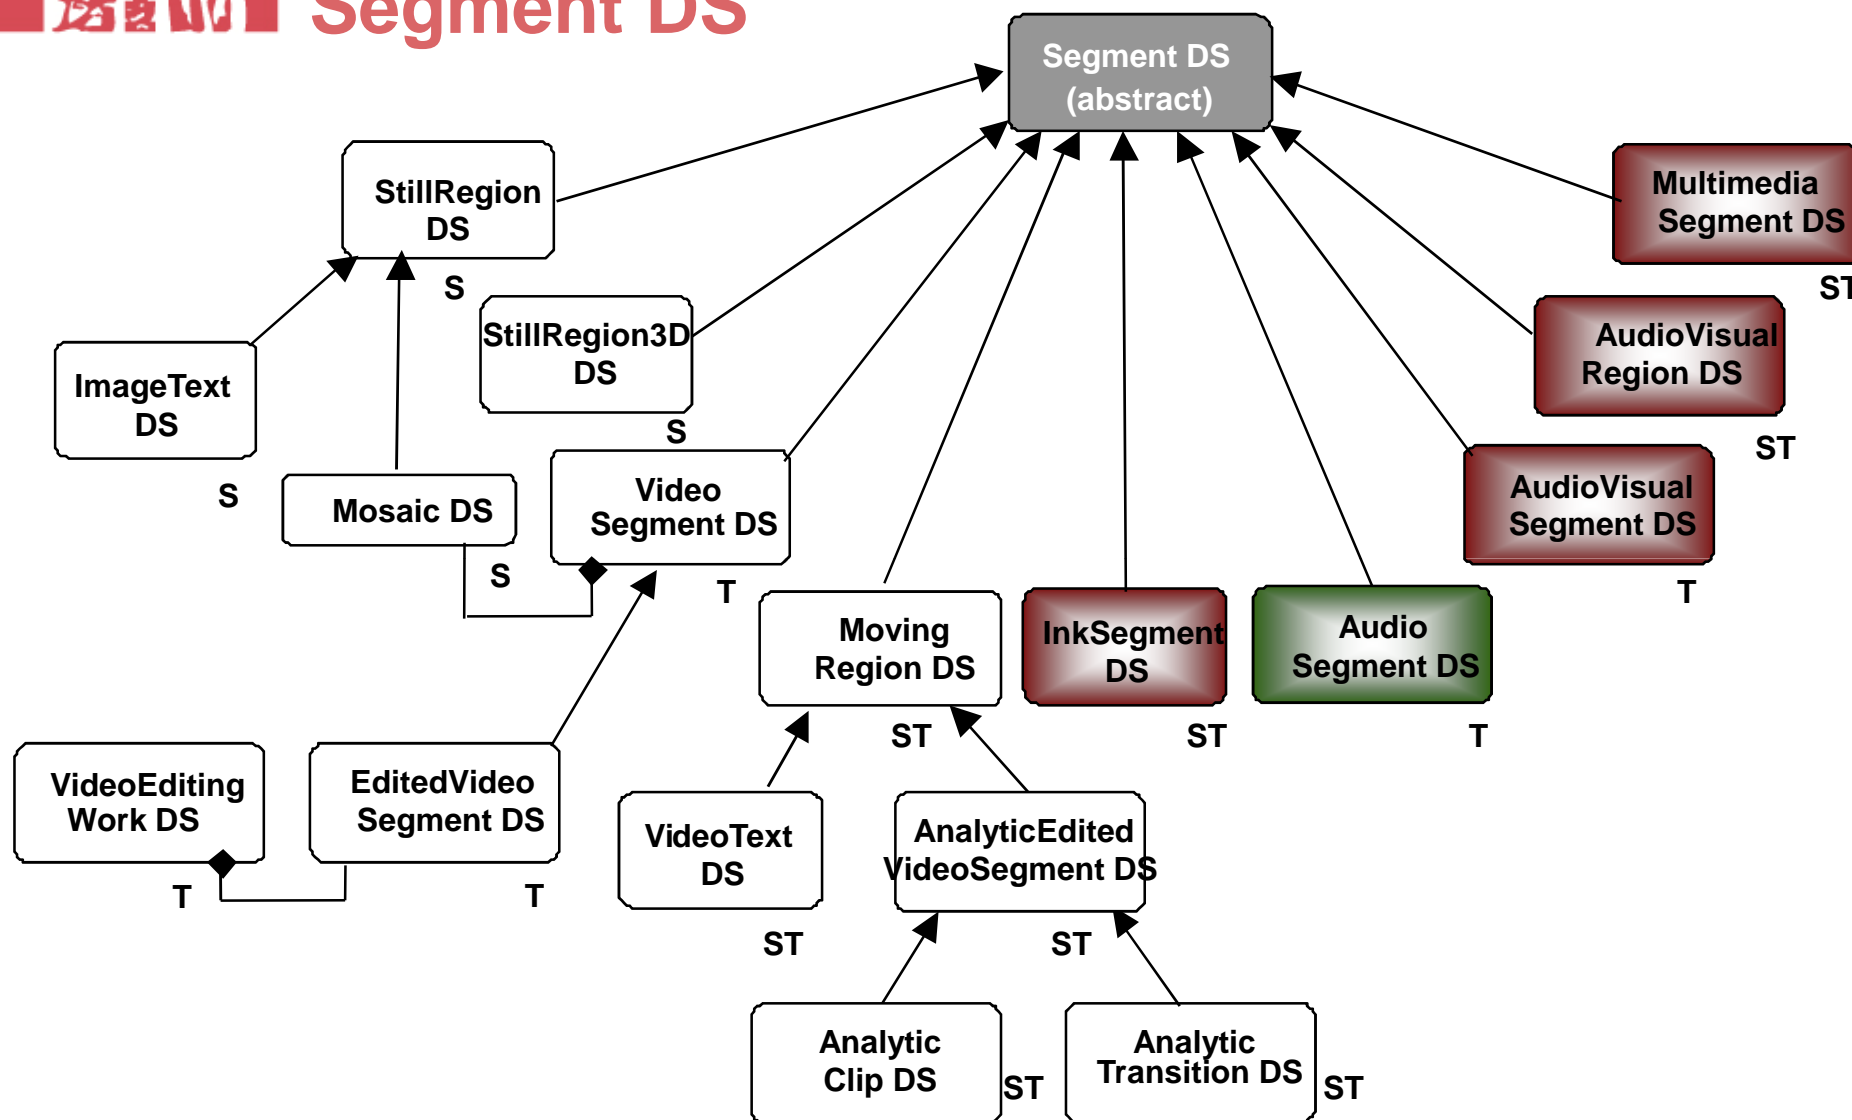 Segment DS
Segment DS
(abstract)
StillRegion
DS
S
Multimedia
Segment DS
ST
StillRegion3D
DS
S
AudioVisual
Region DS
ST
ImageText
DS
S
Mosaic DS
S
Video
Segment DS
T
AudioVisual
Segment DS
T
Moving
Region DS
ST
InkSegment
DS
ST
Audio
Segment DS
T
VideoEditing
Work DS
T
EditedVideo
Segment DS
T
VideoText
DS
ST
AnalyticEdited
VideoSegment DS
ST
Analytic
Clip DS
ST
Analytic
Transition DS
ST